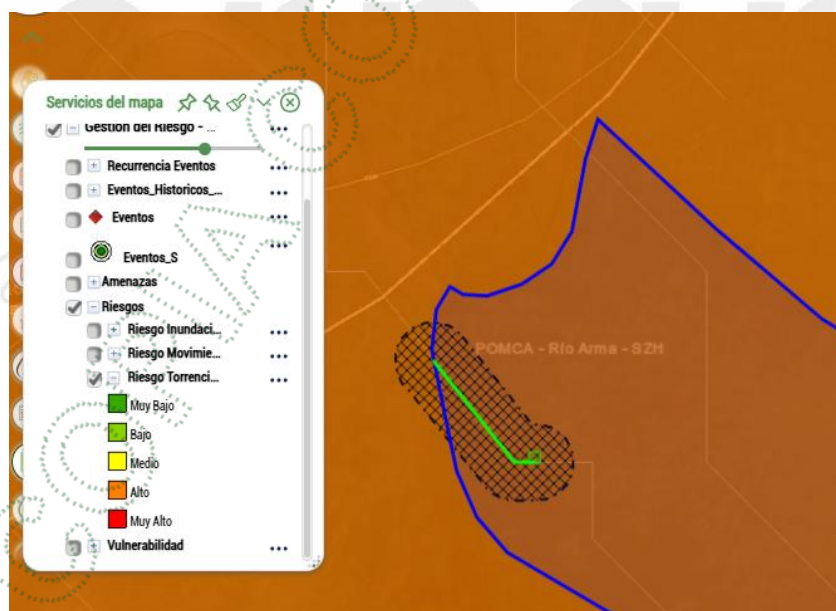 Servicios del mapa
Gestion del Riesgo - ...
Recurrencia Eventos
Eventos_Historicos_...
Eventos
Eventos_S
Amenazas
Riesgos
Riesgo Inundaci...
Riesgo Movimie...
Riesgo Torrenci...
Muy Bajo
Bajo
Medio
Alto
Muy Alto
Vulnerabilidad
POMCA - Río Arma - SZH